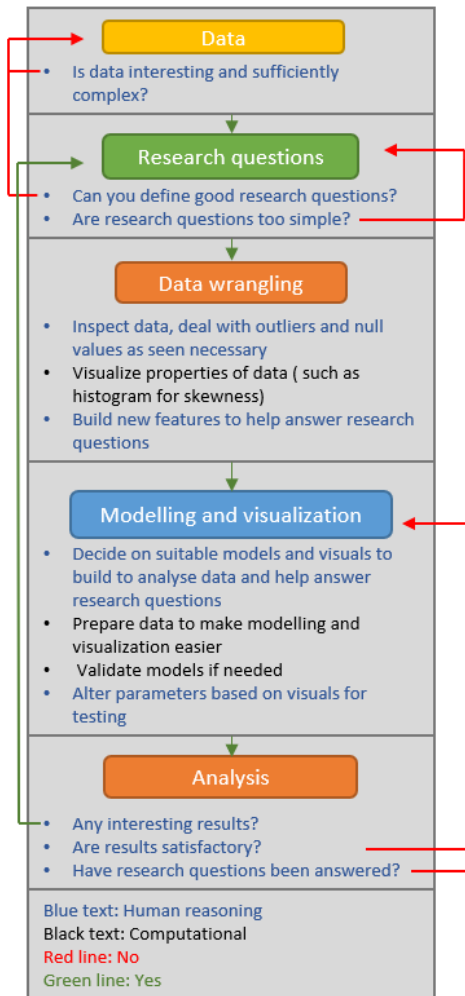 Data
• Is data interesting and sufficiently
complex?
Research questions
• Can you define good research questions?
• Are research questions too simple?
Data wrangling
• Inspect data, deal with outliers and null
values as seen necessary
• Visualize properties of data ( such as
histogram for skewness)
• Build new features to help answer research
questions
Modelling and visualization
• Decide on suitable models and visuals to
build to analyse data and help answer
research questions
• Prepare data to make modelling and
visualization easier
• Validate models if needed
• Alter parameters based on visuals for
testing
Analysis
• Any interesting results?
• Are results satisfactory?
• Have research questions been answered?
Blue text: Human reasoning
Black text: Computational
Red line: No
Green line: Yes